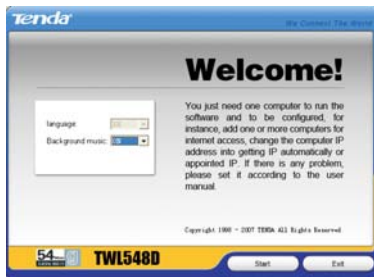 Tenda
We Connect The World
Welcome!
language:
Background music:
You just need one computer to run the
software and to be configured, for
instance, add one or more computers for
internet access, change the computer IP
address into getting IP automatically or
appointed IP. If there is any problem,
please set it according to the user
manual.
Copyright 1998 - 2007 TENDA All Rights Reserved
54
TWL548D
Start
Exit